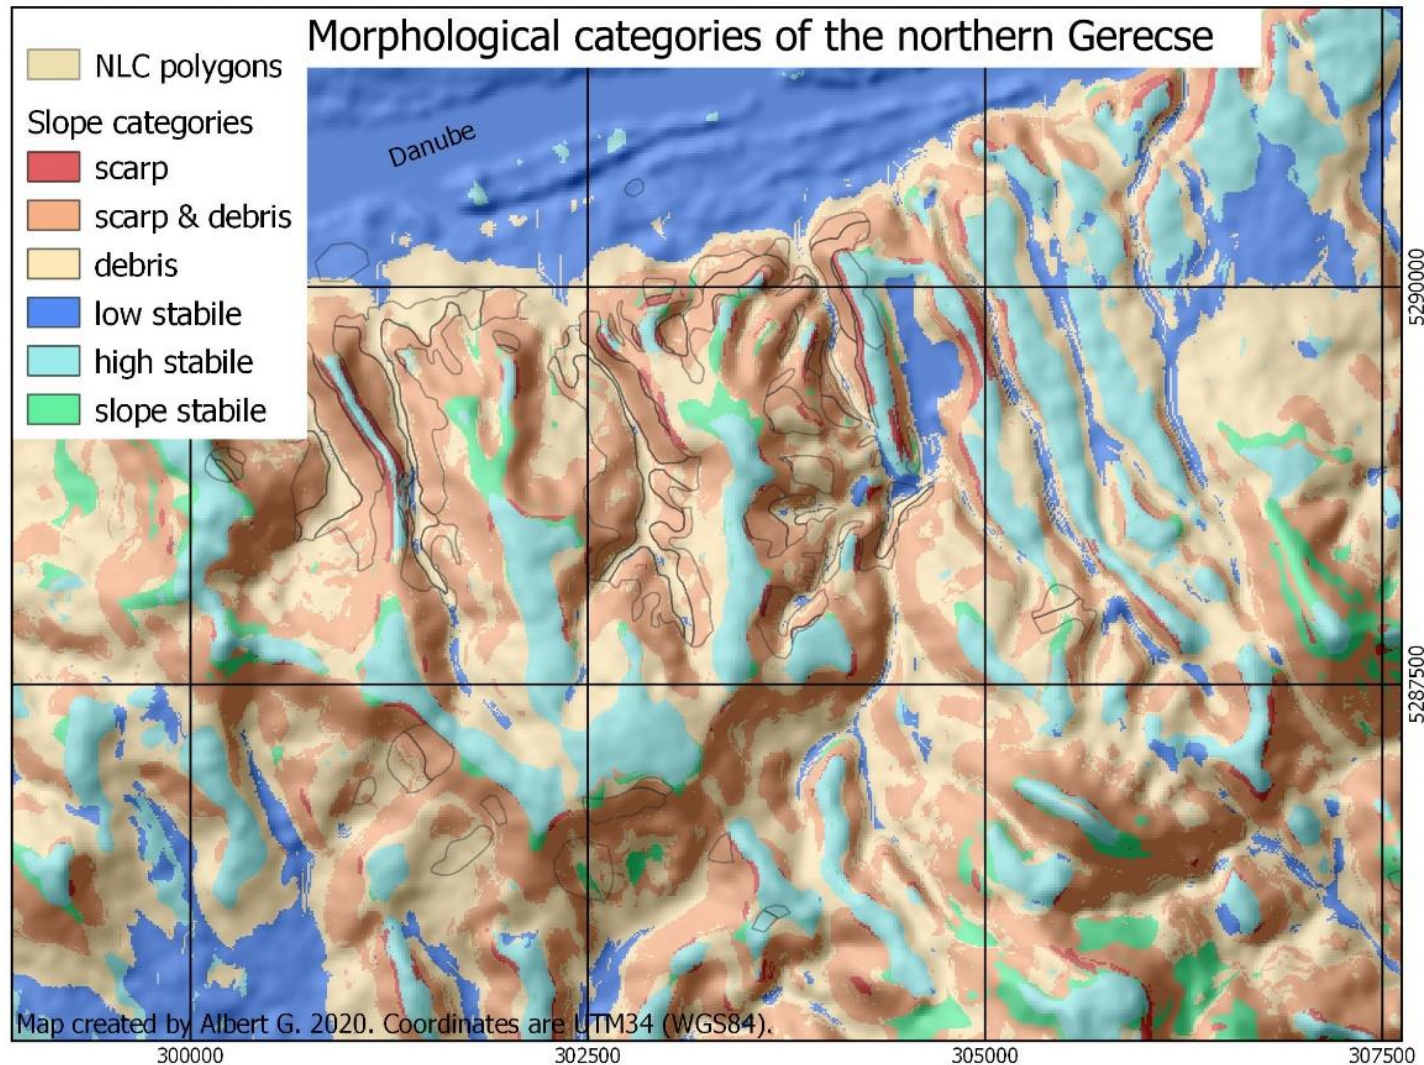 Morphological categories of the northern Gerecse
NLC polygons
Slope categories
scarp
scarp & debris
debris
low stabile
high stabile
slope stabile
Danube
5290000
5287500
Map created by Albert G. 2020. Coordinates are UTM34 (WGS84).
300000
302500
305000
307500